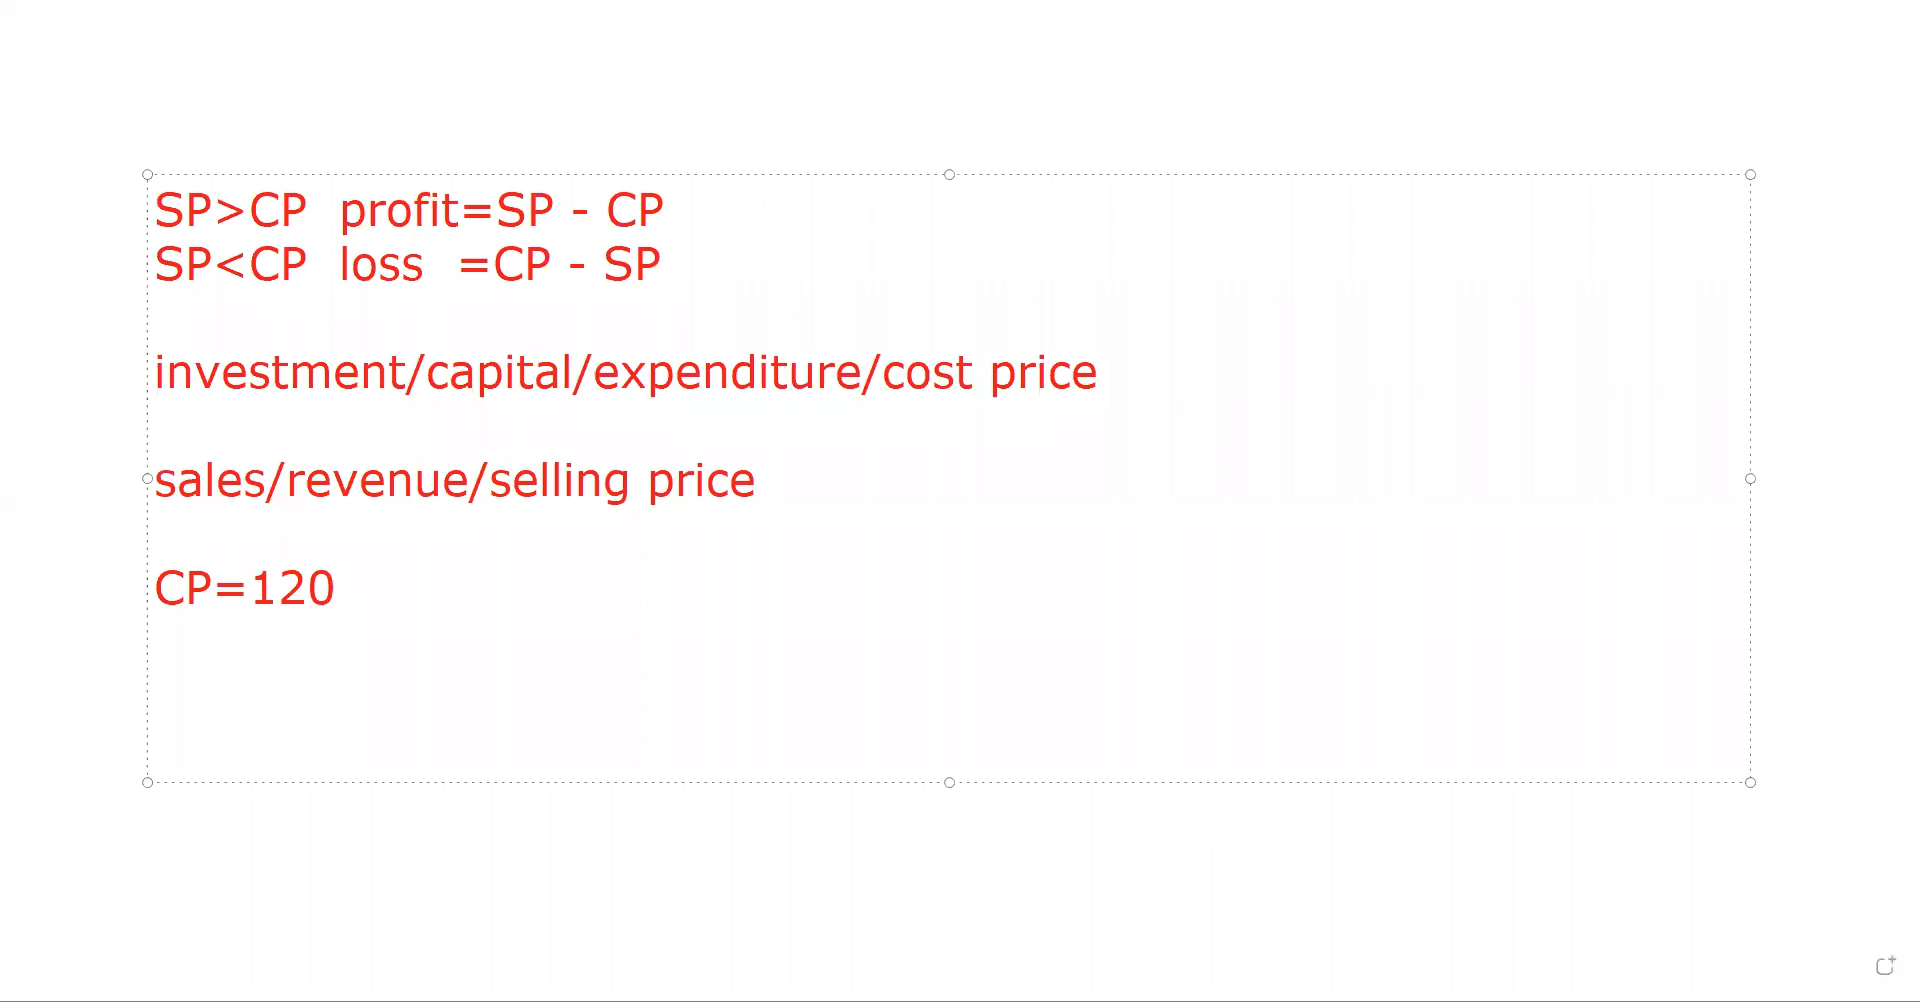 SP>CP  profit=SP - CP
SP<CP  loss  =CP - SP
investment/capital/expenditure/cost price
sales/revenue/selling price
CP=120